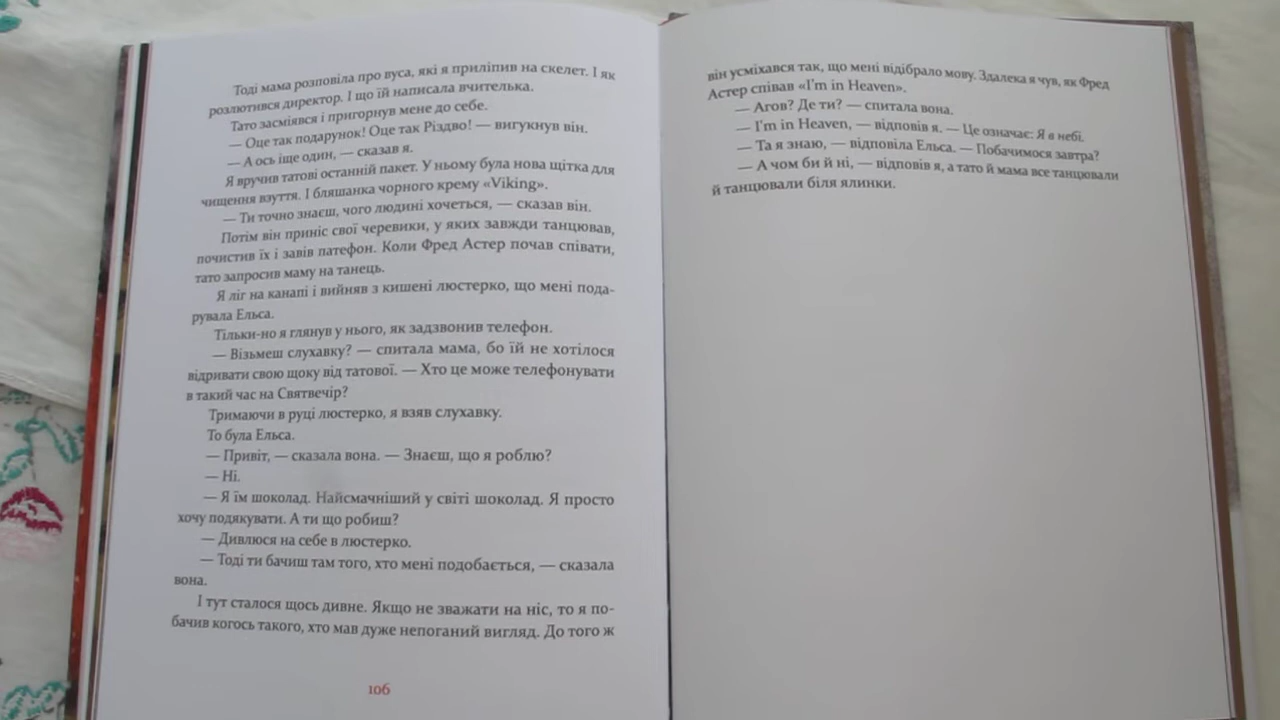 Тоді мама розповіла про вуса, які я приліпив на скелет. І як
розлютився директор. І що їй написала вчителька.
Тато засміявся і пригорнув мене до себе.
— Оце так подарунок! Оце так Різдво! — вигукнув він.
— А ось іще один, — сказав я.
Я вручив татові останній пакет. У ньому була нова щітка для
чищення взуття. І бляшанка чорного крему «Viking».
— Ти точно знаєш, чого людині хочеться, — сказав він.
Потім він приніс свої черевики, у яких завжди танцював,
почистив їх і завів патефон. Коли Фред Астер почав співати,
тато запросив маму на танець.
Я ліг на канапі і вийняв з кишені люстерко, що мені пода-
рувала Ельса.
Тільки-но я глянув у нього, як задзвонив телефон.
— Візьмеш слухавку? — спитала мама, бо їй не хотілося
відривати свою щоку від татової. — Хто це може телефонувати
в такий час на Святвечір?
Тримаючи в руці люстерко, я взяв слухавку.
То була Ельса.
— Привіт, — сказала вона. — Знаєш, що я роблю?
— Ні.
— Я їм шоколад. Найсмачніший у світі шоколад. Я просто
хочу подякувати. А ти що робиш?
— Дивлюся на себе в люстерко.
— Тоді ти бачиш там того, хто мені подобається, — сказала
вона.
І тут сталося щось дивне. Якщо не зважати на ніс, то я по-
бачив когось такого, хто мав дуже непоганий вигляд. До того ж
106
він усміхався так, що мені відібрало мову. Здалека я чув, як Фред
Астер співав «I'm in Heaven».
— Агов? Де ти? — спитала вона.
— I'm in Heaven, — відповів я. — Це означає: Я в небі.
— Та я знаю, — відповіла Ельса. — Побачимося завтра?
— А чом би й ні, — відповів я, а тато й мама все танцювали
й танцювали біля ялинки.